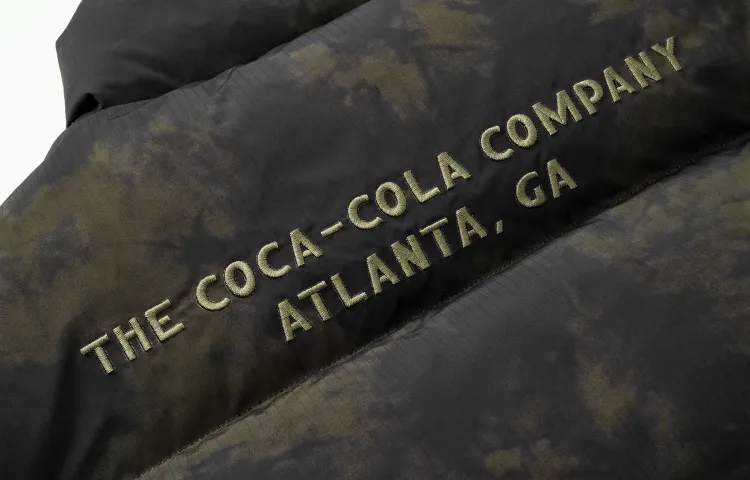 THE COCA-COLA COMPANY
ATLANTA, GA